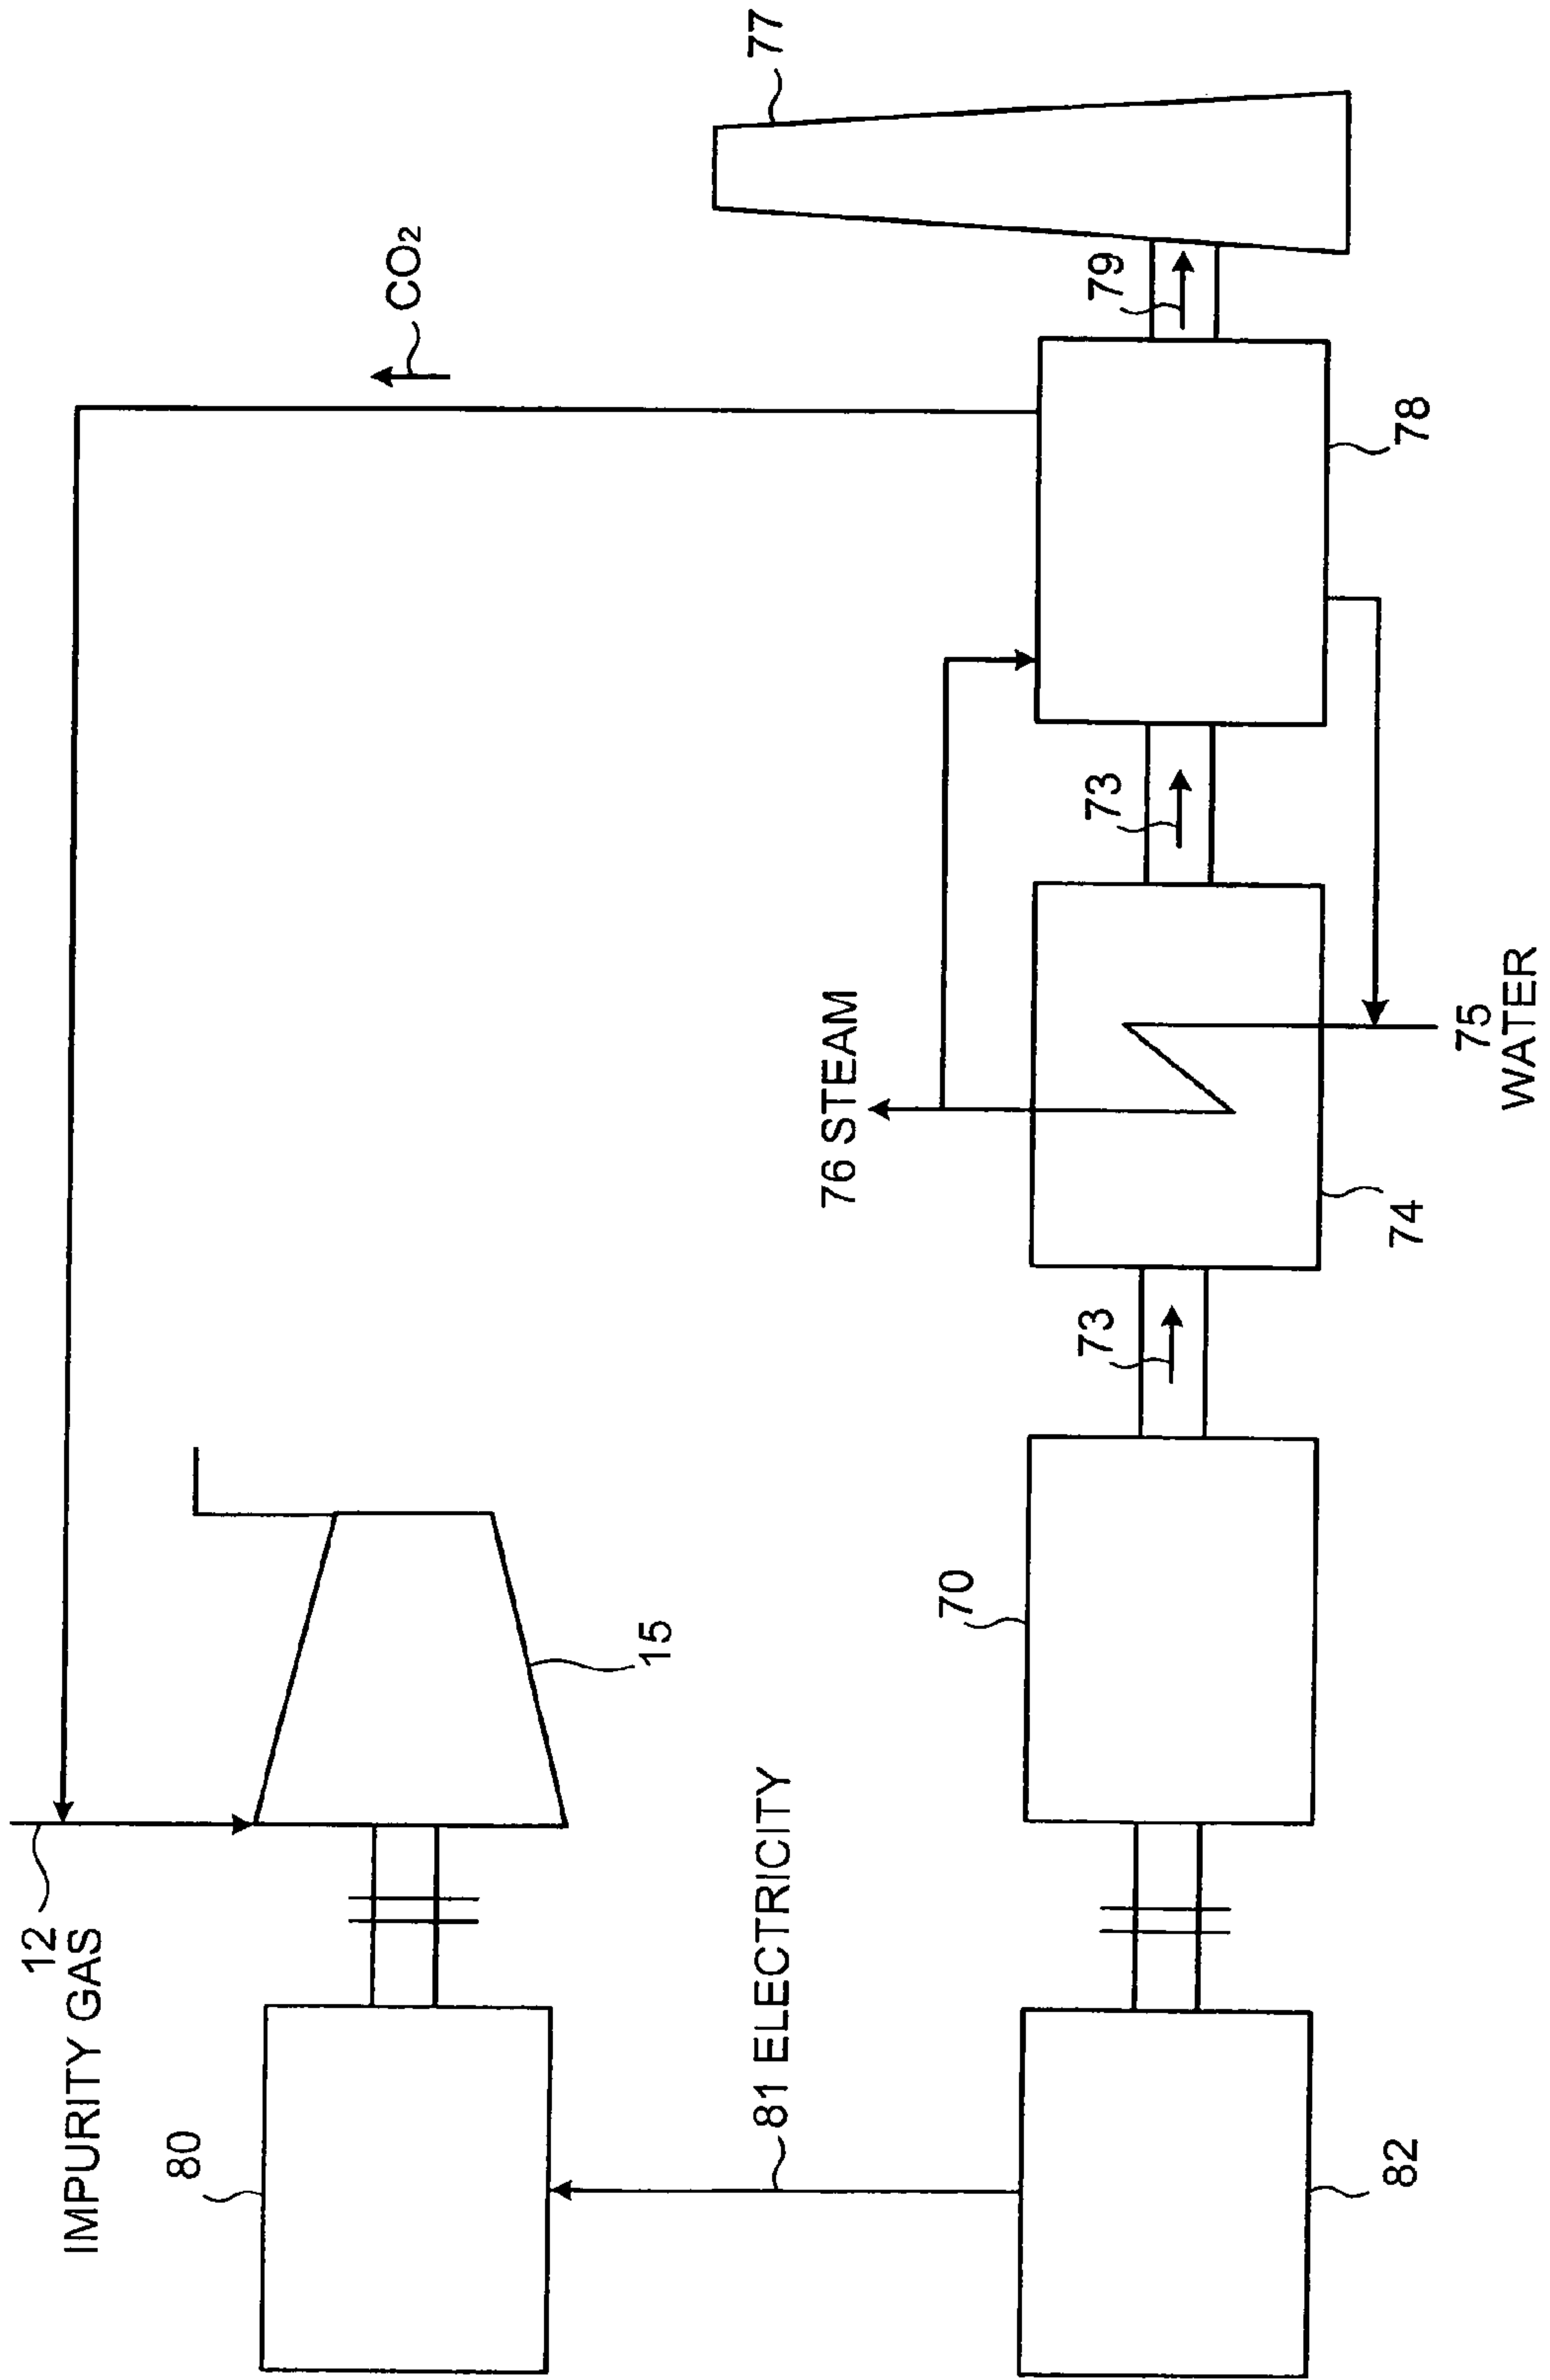 12
IMPURITY GAS
CO₂
77
80
15
81 ELECTRICITY
76 STEAM
79
70
73
73
82
74
75
WATER
78